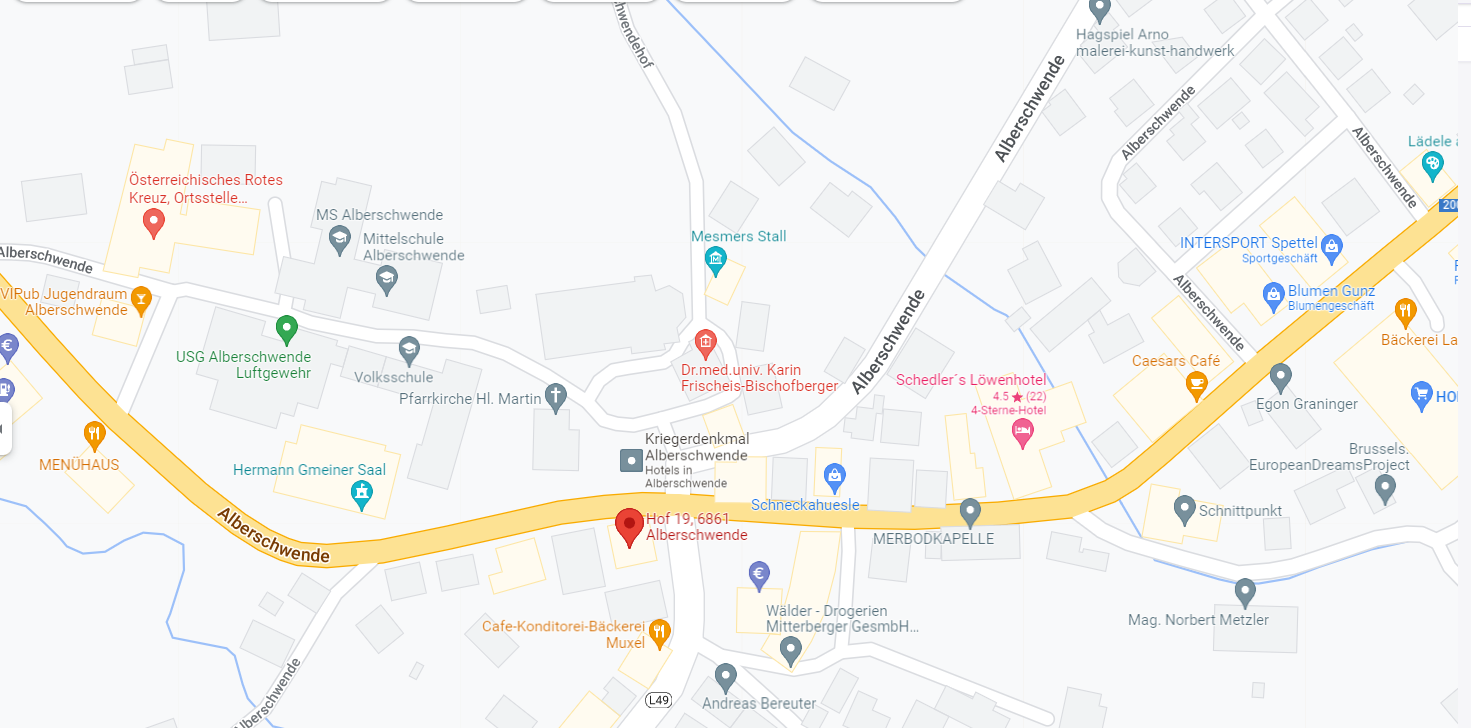 hwendehof
Hagspiel Arno
malerei-kunst-handwerk
Alberschwende
Alberschwende
Alberschwende
Lädele
200
Österreichisches Rotes
Kreuz, Ortsstelle...
MS Alberschwende
Mittelschule
Alberschwende
Mesmers Stall
INTERSPORT Spettel
Sportgeschäft
Alberschwende
VIPub Jugendraum
Alberschwende
Alberschwende
Blumen Gunz
Blumengeschäft
Alberschwende
USG Alberschwende
Luftgewehr
Volksschule
Dr.med.univ. Karin
Frischeis-Bischofberger
Bäckerei La
Caesars Café
Schedler´s Löwenhotel
4.5 ★ (22)
4-Sterne-Hotel
Pfarrkirche Hl. Martin
Egon Graninger
HO
MENÜHAUS
Hermann Gmeiner Saal
Kriegerdenkmal
Alberschwende
Hotels in
Alberschwende
Brussels.
EuropeanDreamsProject
Schneckahuesle
Alberschwende
Hof 19, 6861
Alberschwende
MERBODKAPELLE
Schnittpunkt
Cafe-Konditorei-Bäckerei
Muxel
Wälder - Drogerien
Mitterberger GesmbH...
Mag. Norbert Metzler
Alberschwende
L49
Andreas Bereuter